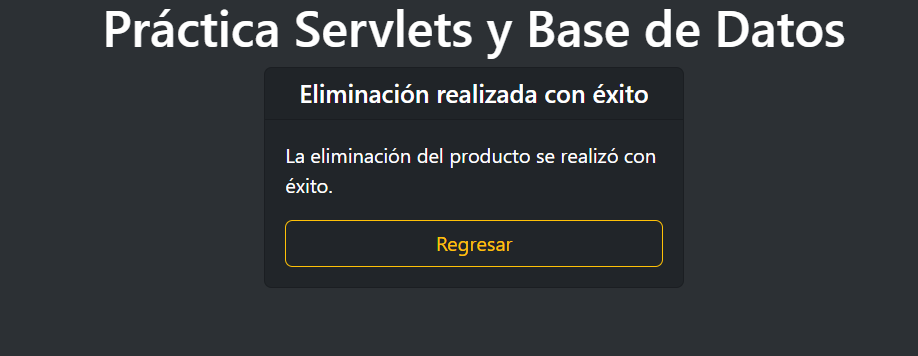 Práctica Servlets y Base de Datos
Eliminación realizada con éxito
La eliminación del producto se realizó con
éxito.
Regresar